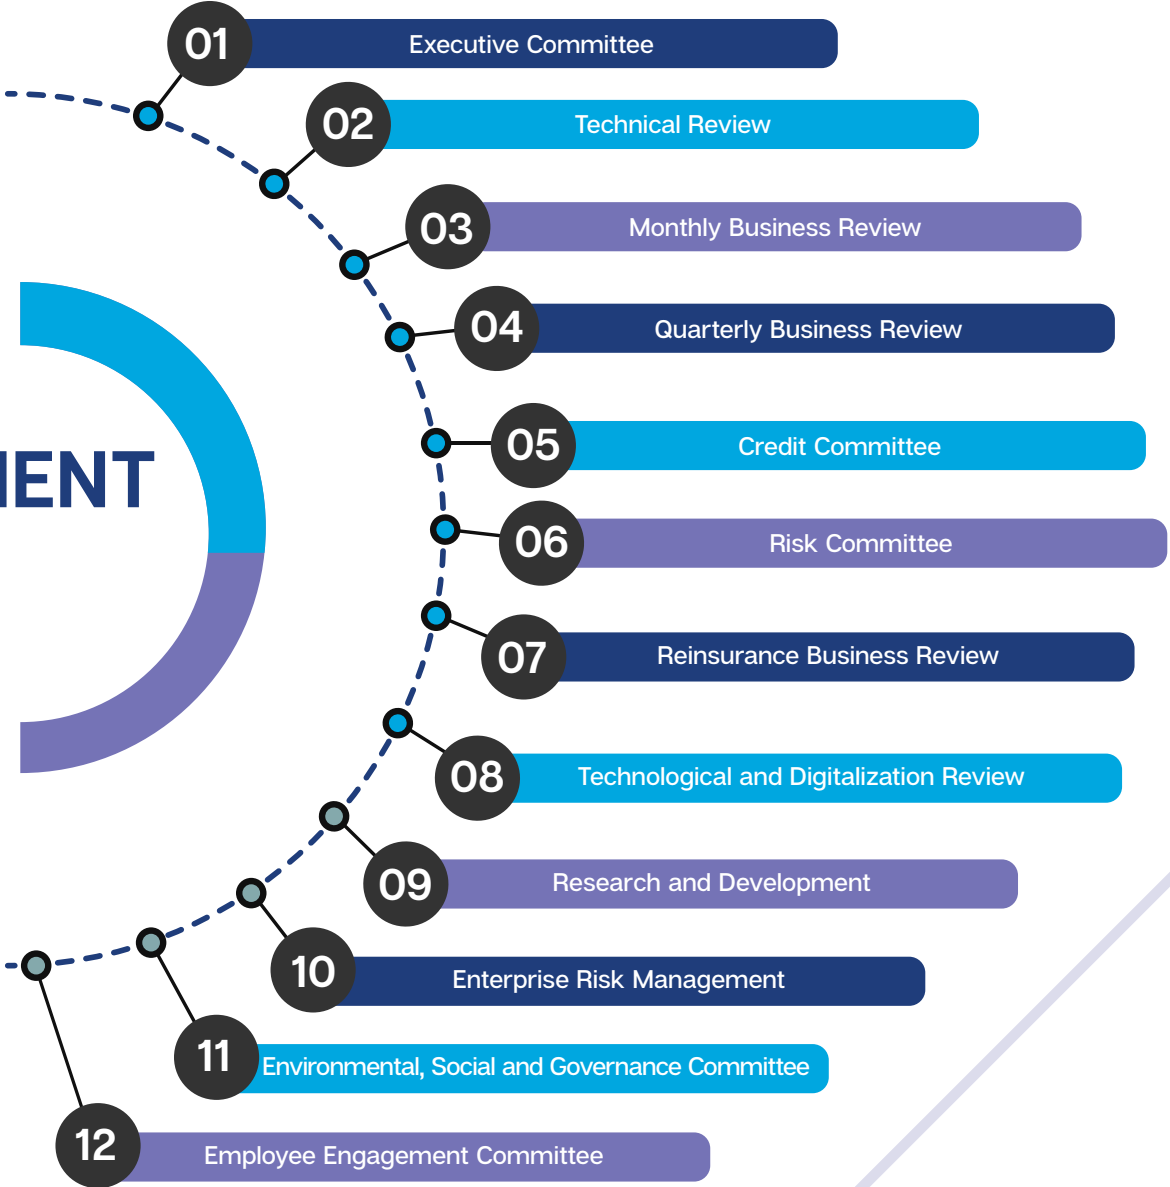 01 Executive Committee
02 Technical Review
03 Monthly Business Review
04 Quarterly Business Review
05 Credit Committee
MENT
06 Risk Committee
07 Reinsurance Business Review
08 Technological and Digitalization Review
09 Research and Development
10 Enterprise Risk Management
11 Environmental, Social and Governance Committee
12 Employee Engagement Committee